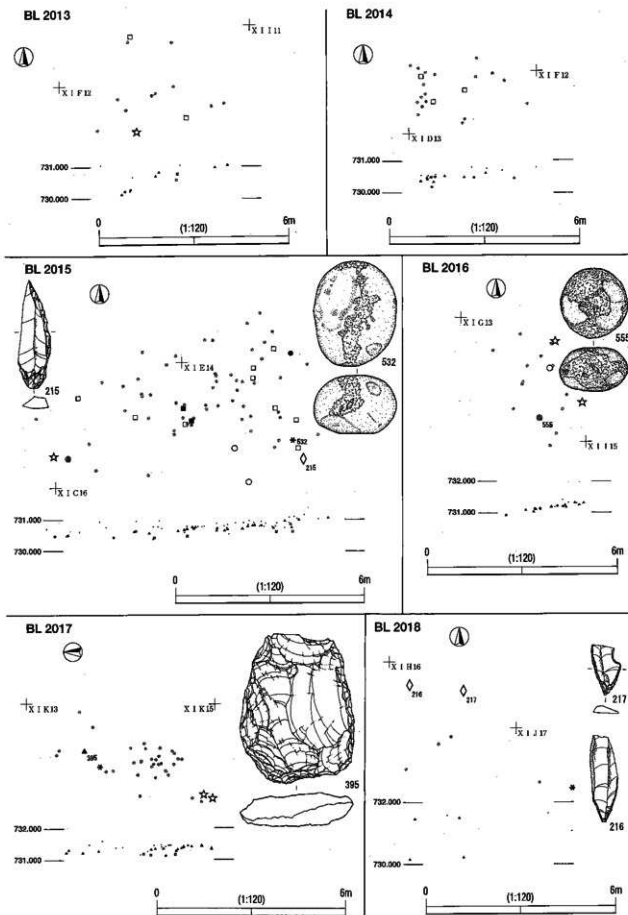 BL 2013
X I I 11
X I F 12
731.000
730.000
0 6m
(1:120)
BL 2014
X I F 12
X I D 13
731.000
730.000
0 6m
(1:120)
BL 2015
215
X I E 14
532
532
215
X I C 16
731.000
730.000
0 6m
(1:120)
BL 2016
X I G 13
555
555
X I I 15
732.000
731.000
0 6m
(1:120)
BL 2017
X I K 13
X I K 15
395
395
732.000
731.000
0 6m
(1:120)
BL 2018
X I H 16
216
217
217
X I J 17
216
732.000
730.000
0 6m
(1:120)